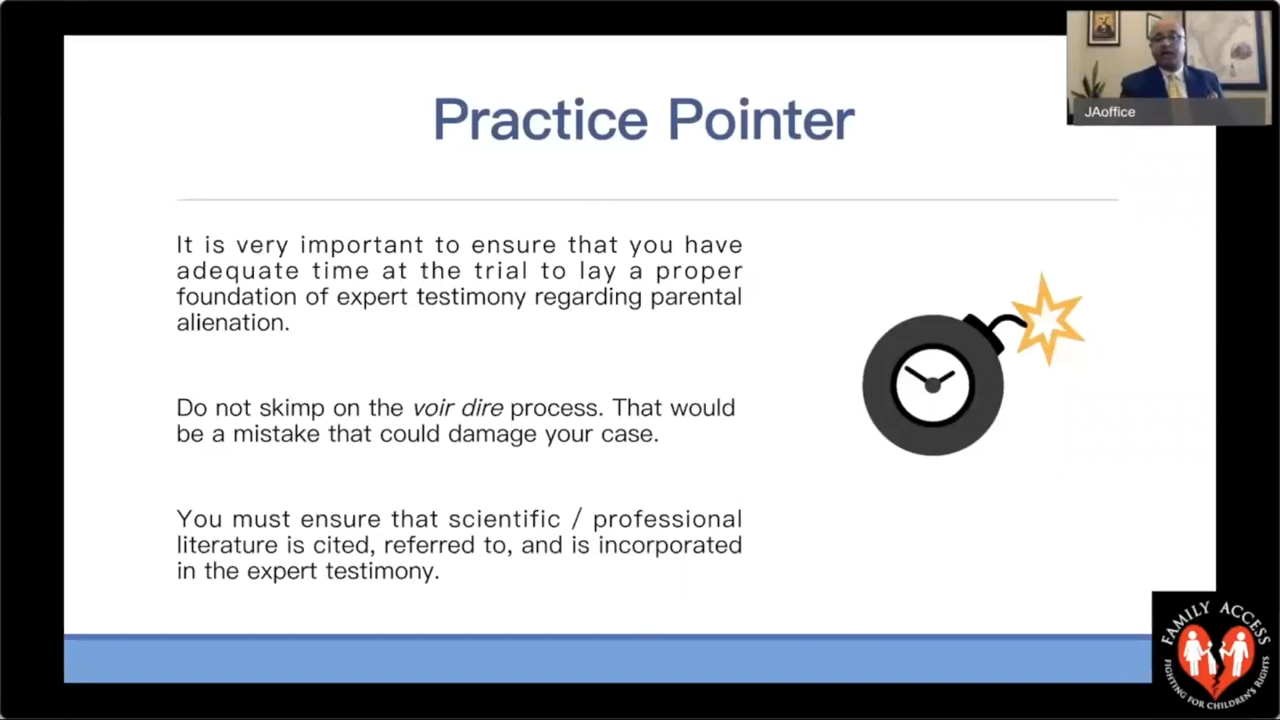 Practice Pointer
JAoffice
It is very important to ensure that you have
adequate time at the trial to lay a proper
foundation of expert testimony regarding parental
alienation.
Do not skimp on the voir dire process. That would
be a mistake that could damage your case.
You must ensure that scientific / professional
literature is cited, referred to, and is incorporated
in the expert testimony.
FAMILY ACCESS
FIGHTING FOR CHILDREN'S RIGHTS